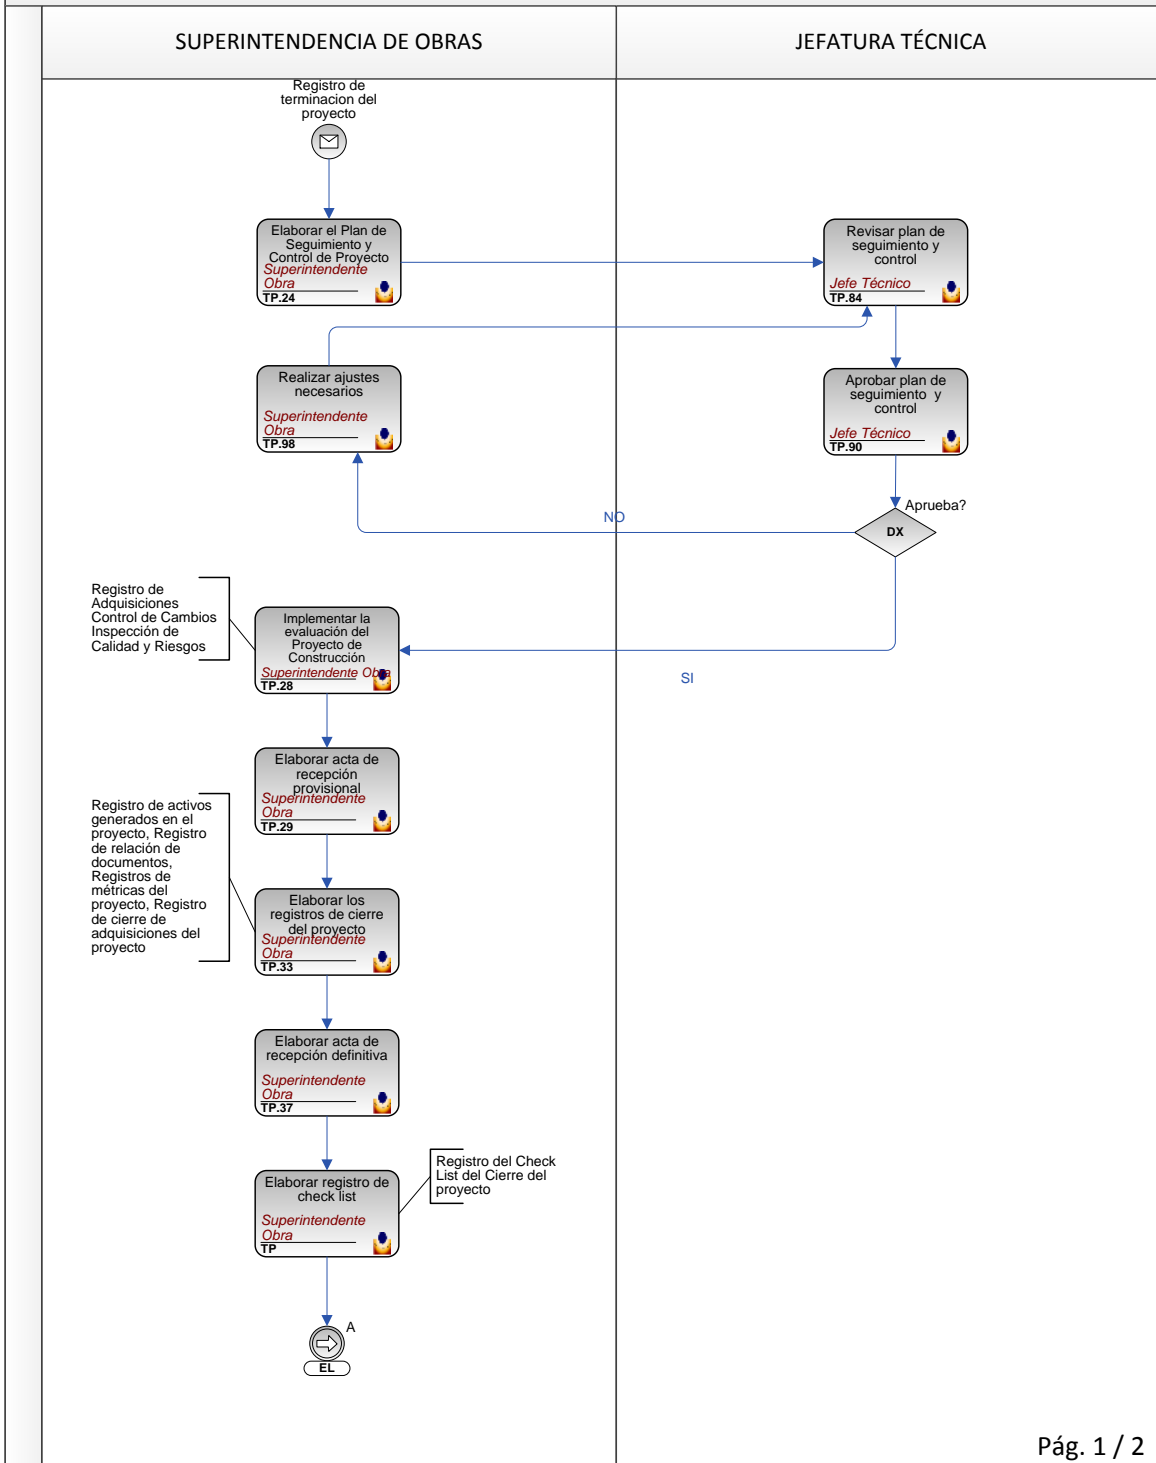 SUPERINTENDENCIA DE OBRAS
JEFATURA TÉCNICA
Registro de
terminacion del
proyecto
Elaborar el Plan de
Seguimiento y
Control de Proyecto
Superintendente
Obra
TP.24
Revisar plan de
seguimiento y
control
Jefe Técnico
TP.84
Realizar ajustes
necesarios
Superintendente
Obra
TP.98
Aprobar plan de
seguimiento y
control
Jefe Técnico
TP.90
Aprueba?
DX
NO
Registro de
Adquisiciones
Control de Cambios
Inspección de
Calidad y Riesgos
Implementar la
evaluación del
Proyecto de
Construcción
Superintendente Obra
TP.28
SI
Elaborar acta de
recepción
provisional
Superintendente
Obra
TP.29
Registro de activos
generados en el
proyecto, Registro
de relación de
documentos,
Registros de
métricas del
proyecto, Registro
de cierre de
adquisiciones del
proyecto
Elaborar los
registros de cierre
del proyecto
Superintendente
Obra
TP.33
Elaborar acta de
recepción definitiva
Superintendente
Obra
TP.37
Elaborar registro de
check list
Superintendente
Obra
TP
Registro del Check
List del Cierre del
proyecto
A
EL
Pág. 1 / 2